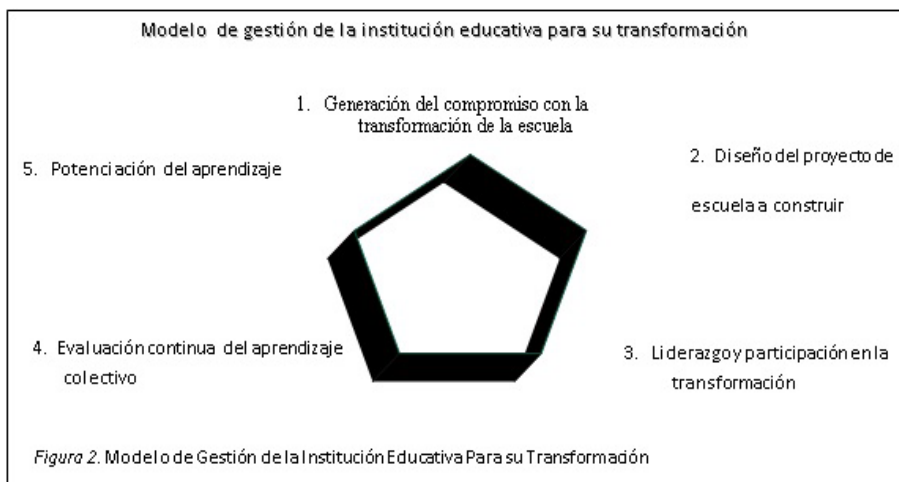 Modelo de gestión de la institución educativa para su transformación
1. Generación del compromiso con la
transformación de la escuela
2. Diseño del proyecto de
escuela a construir
3. Liderazgo y participación en la
transformación
4. Evaluación continua del aprendizaje
colectivo
5. Potenciación del aprendizaje
Figura 2. Modelo de Gestión de la Institución Educativa Para su Transformación